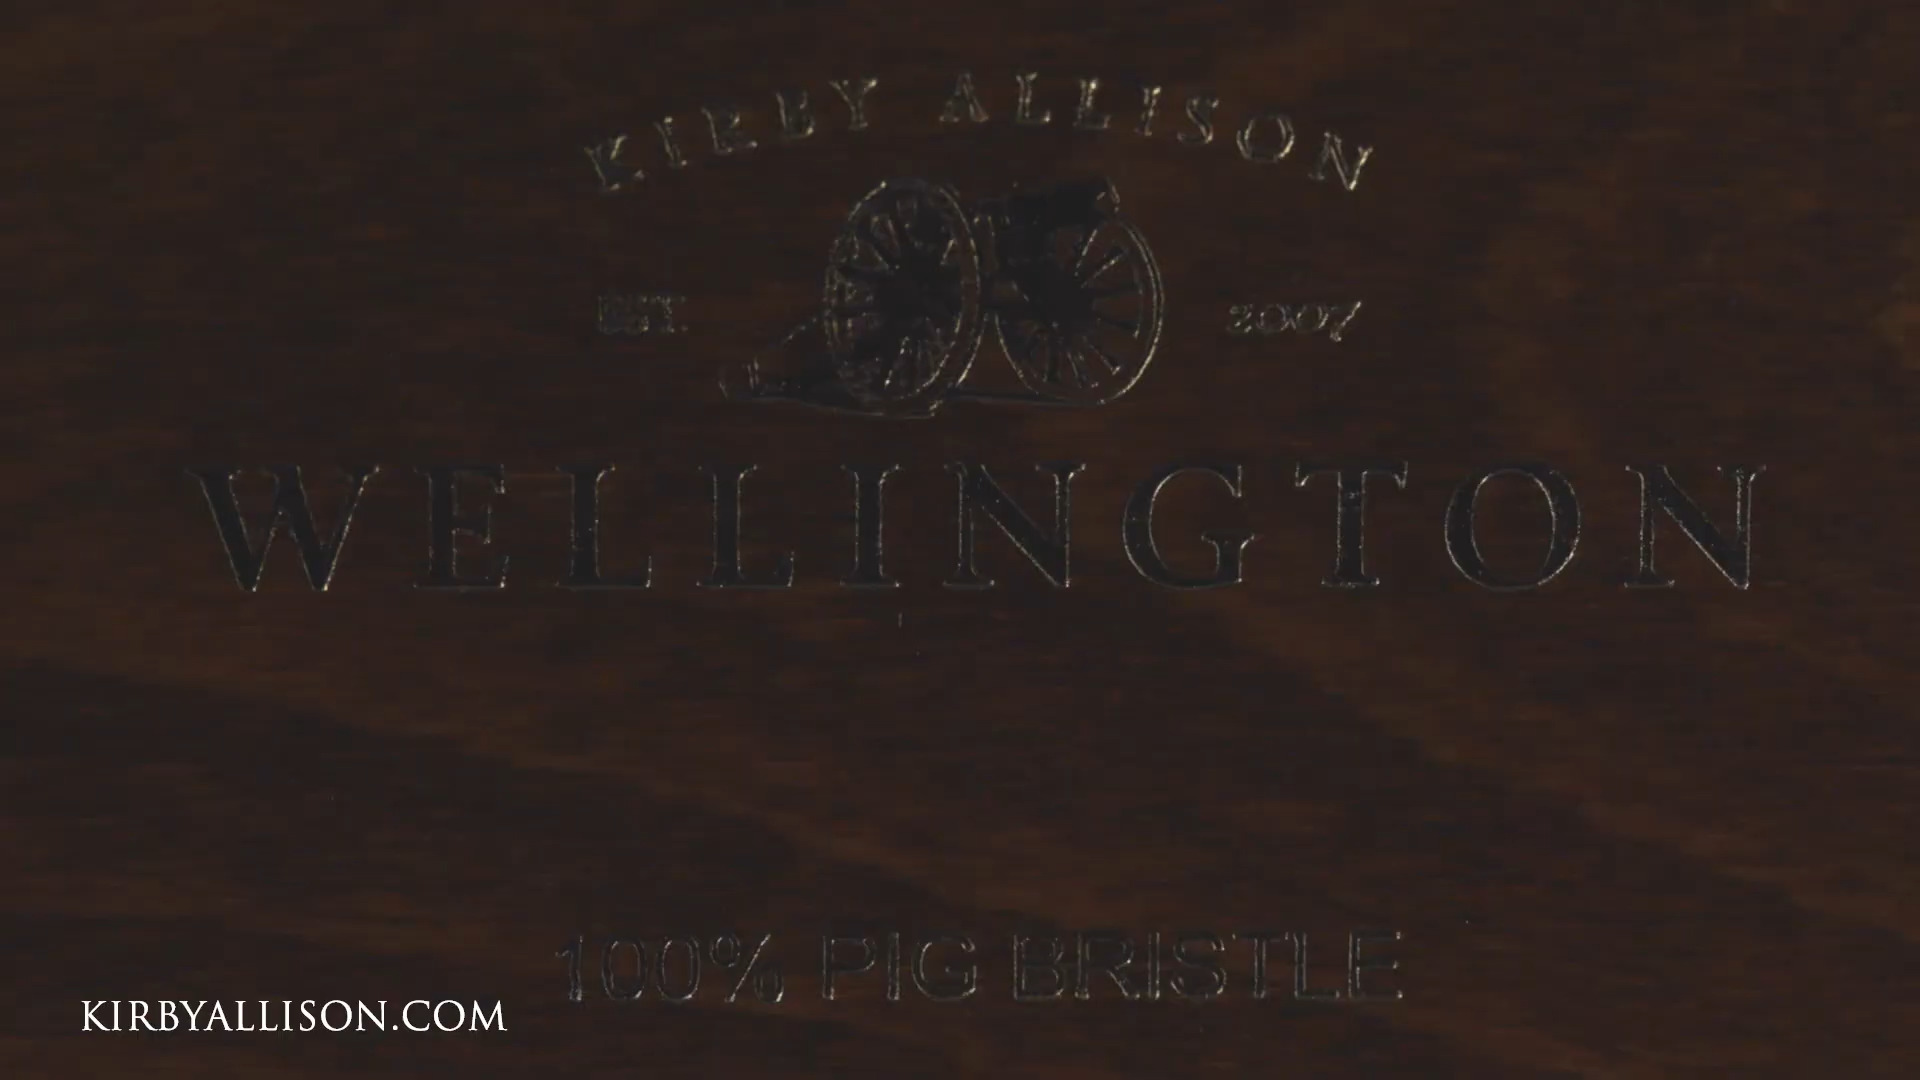 KIRBY ALLISON
EST. 2007
WELLINGTON
100% PIG BRISTLE
KIRBYALLISON.COM